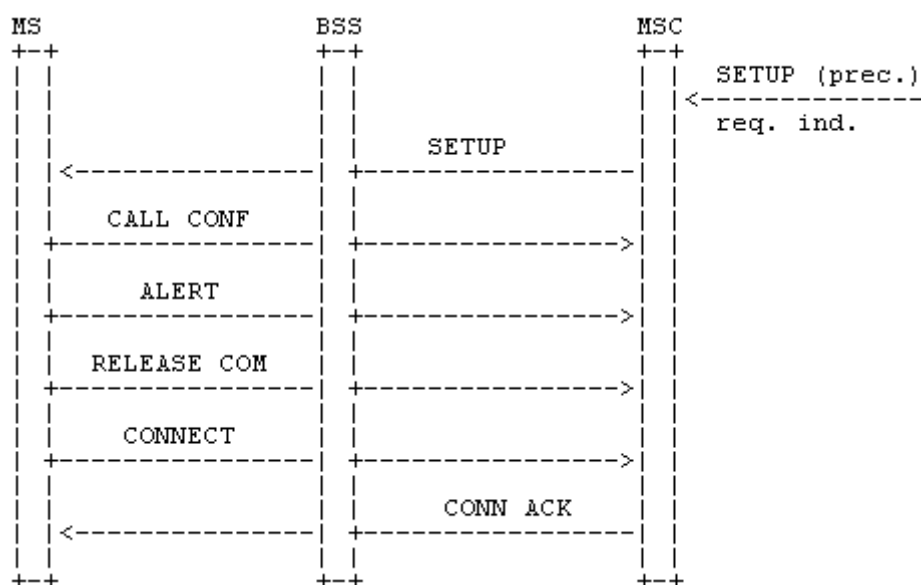 MS BSS MSC
SETUP (prec.)
req. ind.
SETUP
CALL CONF
ALERT
RELEASE COM
CONNECT
CONN ACK